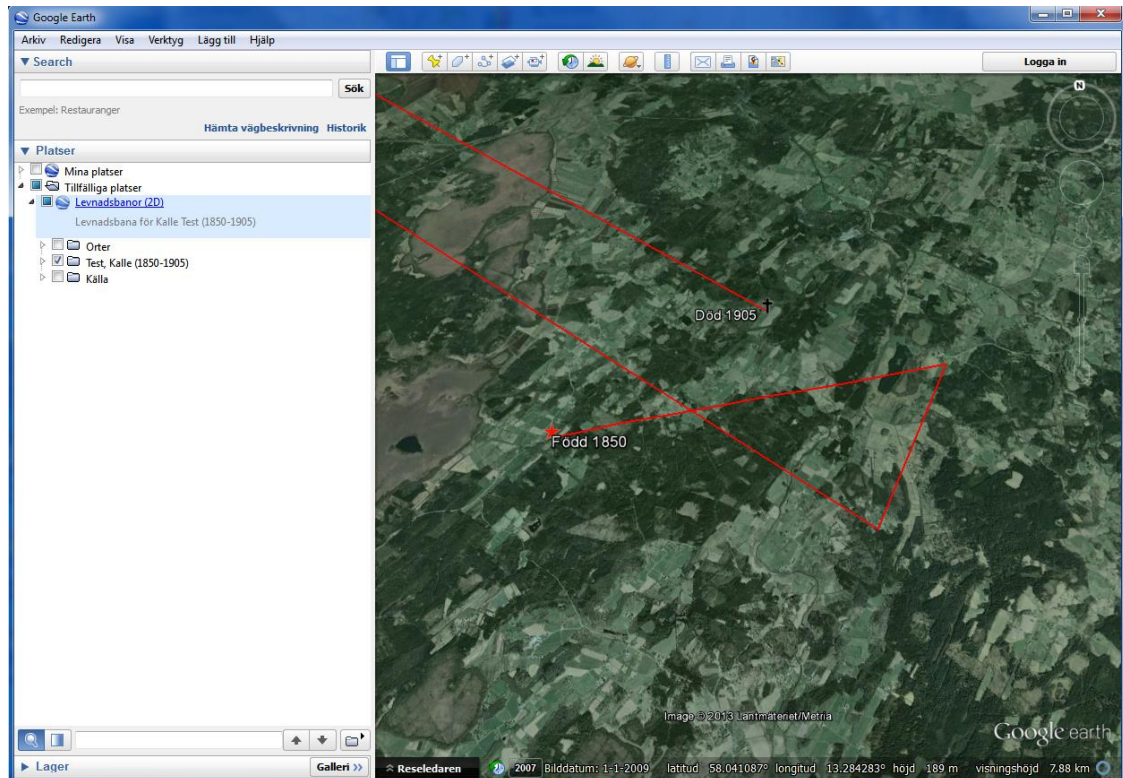 Google Earth
Arkiv Redigera Visa Verktyg Lägg till Hjälp
Search
Sök
Exempel: Restauranger
Hämta vägbeskrivning Historik
Platser
Mina platser
Tillfälliga platser
Levnadsbanor (2D)
Levnadsbana för Kalle Test (1850-1905)
Orter
Test, Kalle (1850-1905)
Källa
Lager
Galleri >>
Logga in
N
Död 1905
Född 1850
Image © 2013 Lantmäteriet/Metria
Google earth
Reseledaren 2007 Bilddatum: 1-1-2009 latitud 58.041087° longitud 13.284283° höjd 189 m visningshöjd 7.88 km